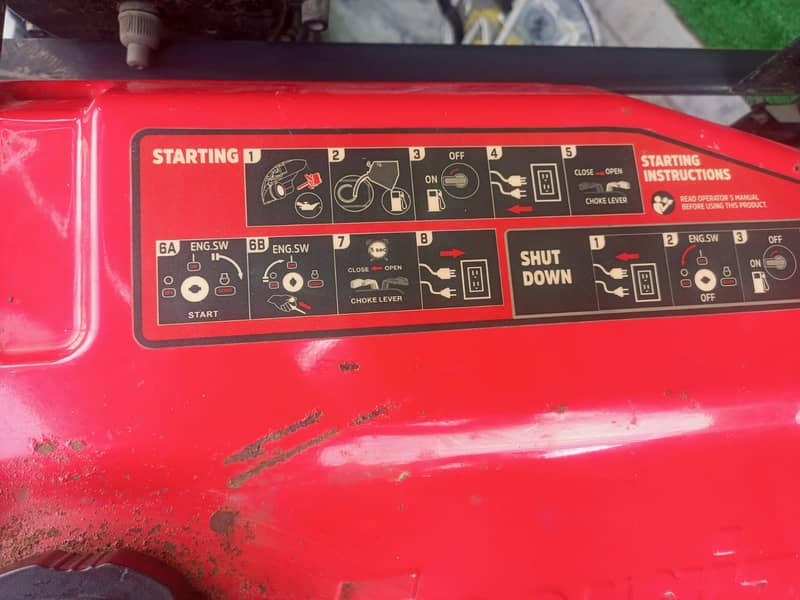 STARTING
1
2
3
OFF
ON
4
5
CLOSE OPEN
CHOKE LEVER
STARTING
INSTRUCTIONS
READ OPERATOR'S MANUAL
BEFORE USING THIS PRODUCT.
6A
ENG.SW
START
6B
ENG.SW
7
5 sec
CLOSE OPEN
CHOKE LEVER
8
SHUT
DOWN
1
2
ENG.SW
OFF
3
OFF
ON